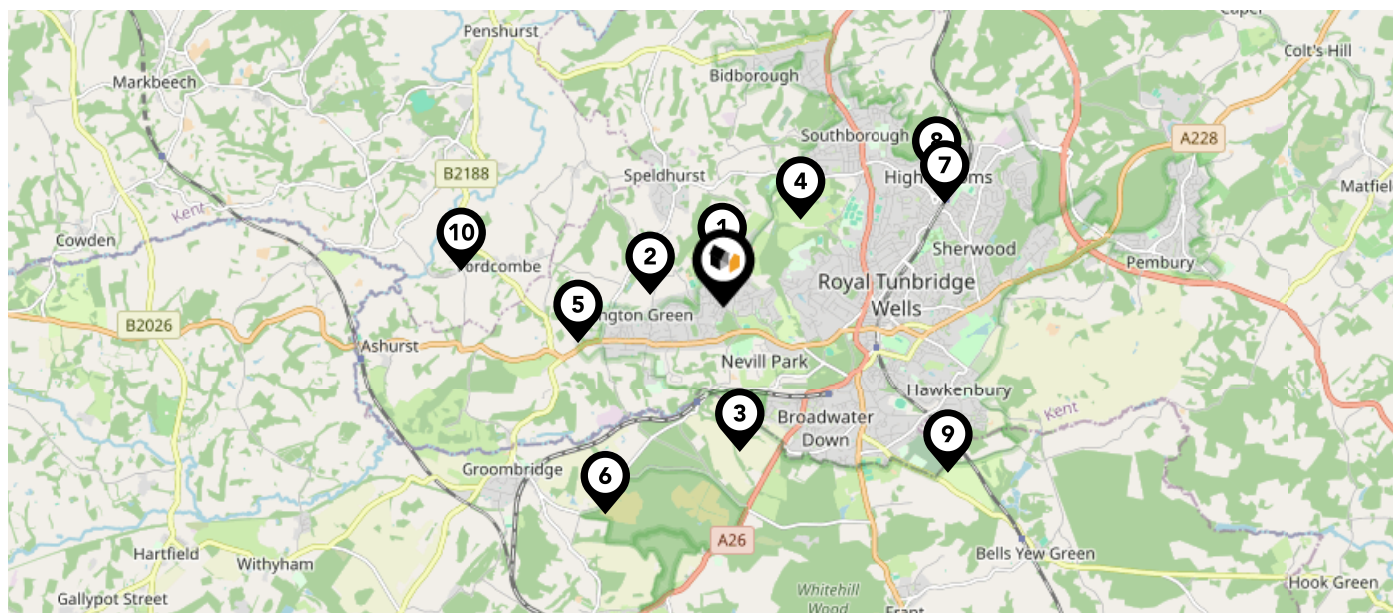 Penshurst
Colt's Hill
Bidborough
Markbeech
Southborough
8
A228
7
B2188
Speldhurst
4
Kent
1
Cowden
10
2
Sherwood
Pembury
5
Royal Tunbridge
Wells
B2026
Ashurst
Nevill Park
Hawkenbury
3
Broadwater
Down
Kent
9
Groombridge
6
A26
Hartfield
Withyham
Bells Yew Green
Hook Green
Whitehill
Wood
Gallypot Street